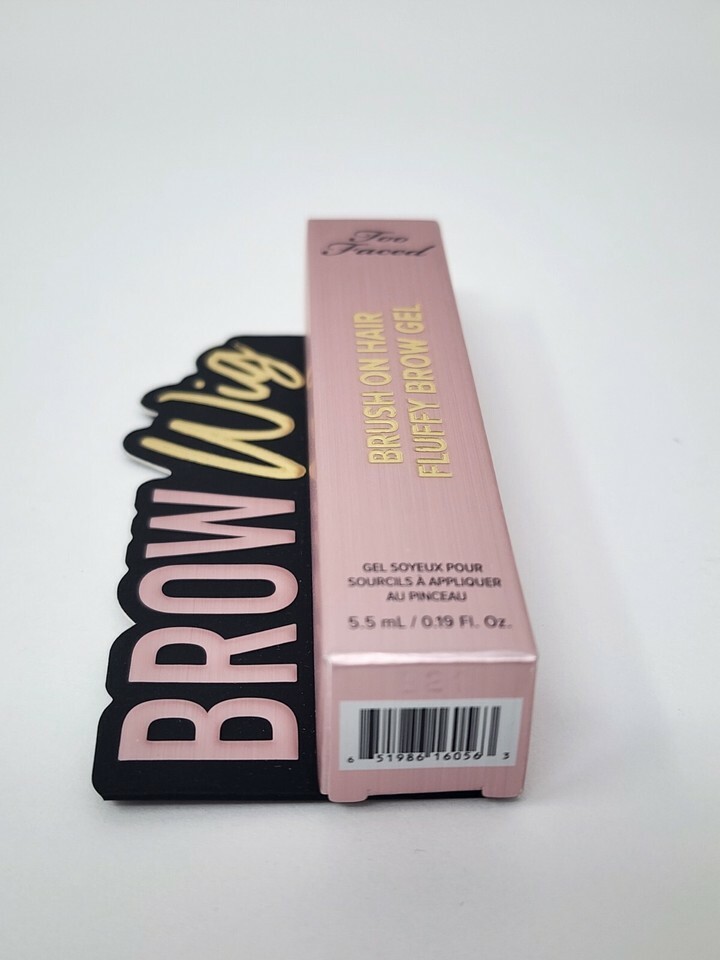 Too
Faced
BRUSH ON HAIR
FLUFFY BROW GEL
GEL SOYEUX POUR
SOURCILS À APPLIQUER
AU PINCEAU
5.5 mL / 0.19 Fl. Oz.
BROW Wig
6 51986 16056 3